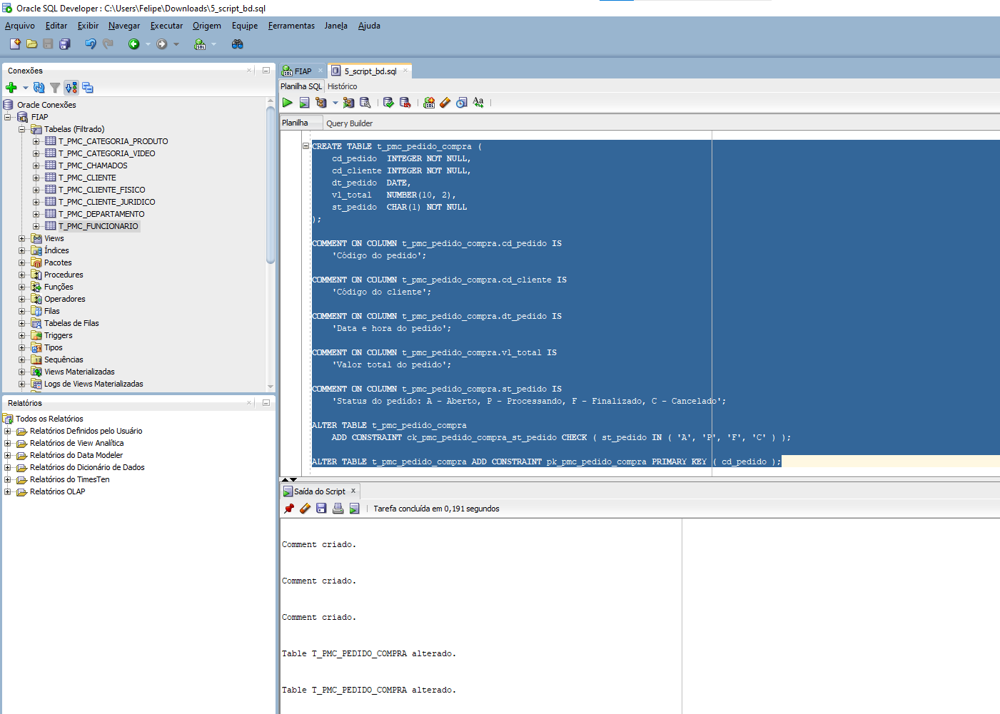 Oracle SQL Developer : C:\Users\Felipe\Downloads\5_script_bd.sql
Arquivo Editar Exibir Navegar Executar Origem Equipe Ferramentas Janela Ajuda
Conexões
Oracle Conexões
FIAP
Tabelas (Filtrado)
T_PMC_CATEGORIA_PRODUTO
T_PMC_CATEGORIA_VIDEO
T_PMC_CHAMADOS
T_PMC_CLIENTE
T_PMC_CLIENTE_FISICO
T_PMC_CLIENTE_JURIDICO
T_PMC_DEPARTAMENTO
T_PMC_FUNCIONARIO
Views
Índices
Pacotes
Procedures
Funções
Operadores
Filas
Tabelas de Filas
Triggers
Tipos
Sequências
Views Materializadas
Logs de Views Materializadas
Relatórios
Todos os Relatórios
Relatórios Definidos pelo Usuário
Relatórios de View Analítica
Relatórios do Data Modeler
Relatórios do Dicionário de Dados
Relatórios do TimesTen
Relatórios OLAP
FIAP 5_script_bd.sql
Planilha SQL Histórico
Planilha Query Builder
CREATE TABLE t_pmc_pedido_compra (
cd_pedido INTEGER NOT NULL,
cd_cliente INTEGER NOT NULL,
dt_pedido DATE,
vl_total NUMBER(10, 2),
st_pedido CHAR(1) NOT NULL
);
COMMENT ON COLUMN t_pmc_pedido_compra.cd_pedido IS
'Código do pedido';
COMMENT ON COLUMN t_pmc_pedido_compra.cd_cliente IS
'Código do cliente';
COMMENT ON COLUMN t_pmc_pedido_compra.dt_pedido IS
'Data e hora do pedido';
COMMENT ON COLUMN t_pmc_pedido_compra.vl_total IS
'Valor total do pedido';
COMMENT ON COLUMN t_pmc_pedido_compra.st_pedido IS
'Status do pedido: A - Aberto, P - Processando, F - Finalizado, C - Cancelado';
ALTER TABLE t_pmc_pedido_compra
ADD CONSTRAINT ck_pmc_pedido_compra_st_pedido CHECK ( st_pedido IN ( 'A', 'P', 'F', 'C' ) );
ALTER TABLE t_pmc_pedido_compra ADD CONSTRAINT pk_pmc_pedido_compra PRIMARY KEY ( cd_pedido );
Saída do Script
Tarefa concluída em 0,191 segundos
Comment criado.
Comment criado.
Comment criado.
Table T_PMC_PEDIDO_COMPRA alterado.
Table T_PMC_PEDIDO_COMPRA alterado.